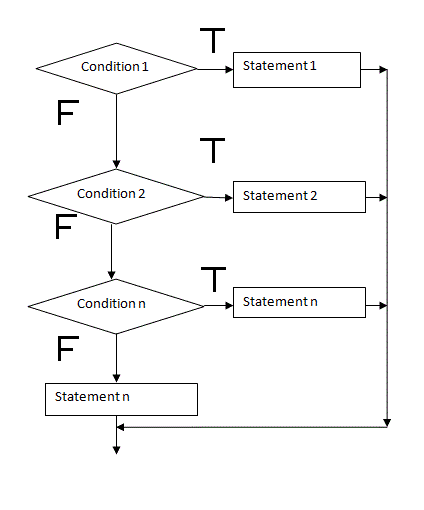 T
Condition 1
Statement 1
F
T
Condition 2
Statement 2
F
T
Condition n
Statement n
F
Statement n